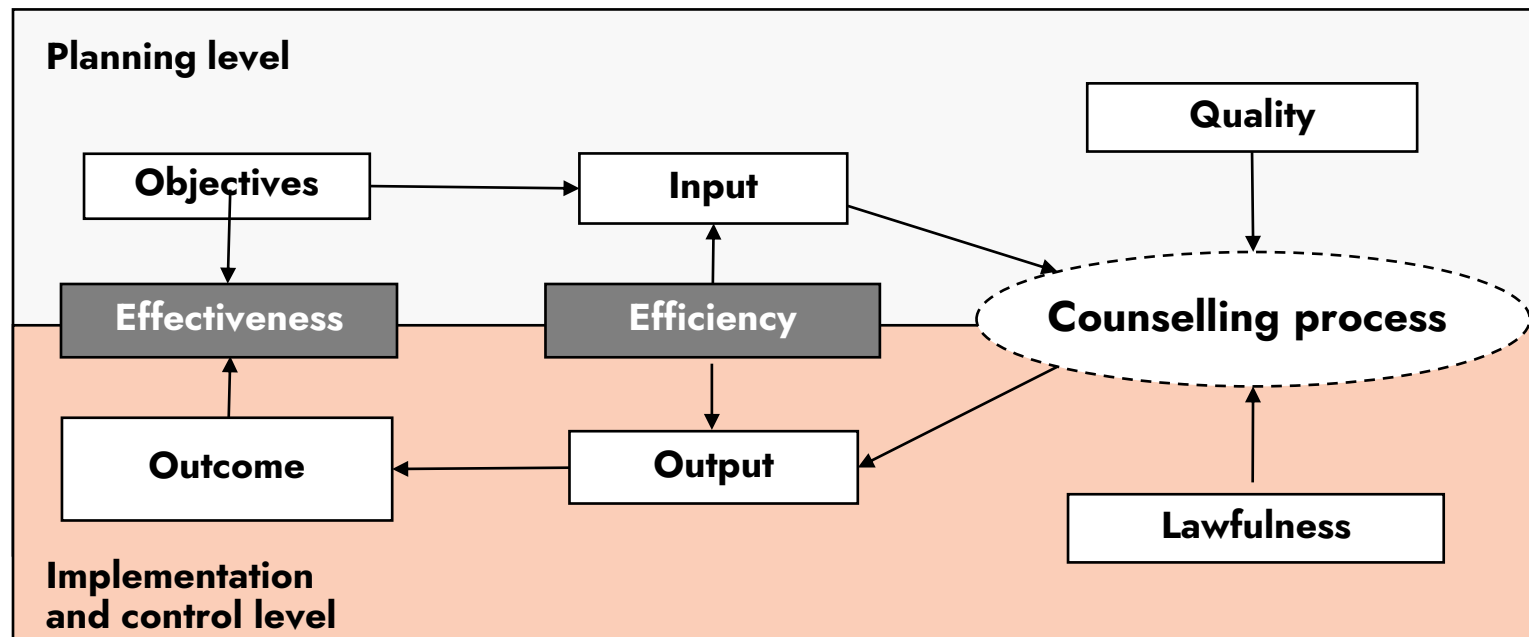 Planning level
Quality
Objectives
Input
Effectiveness
Efficiency
Counselling process
Outcome
Output
Lawfulness
Implementation
and control level